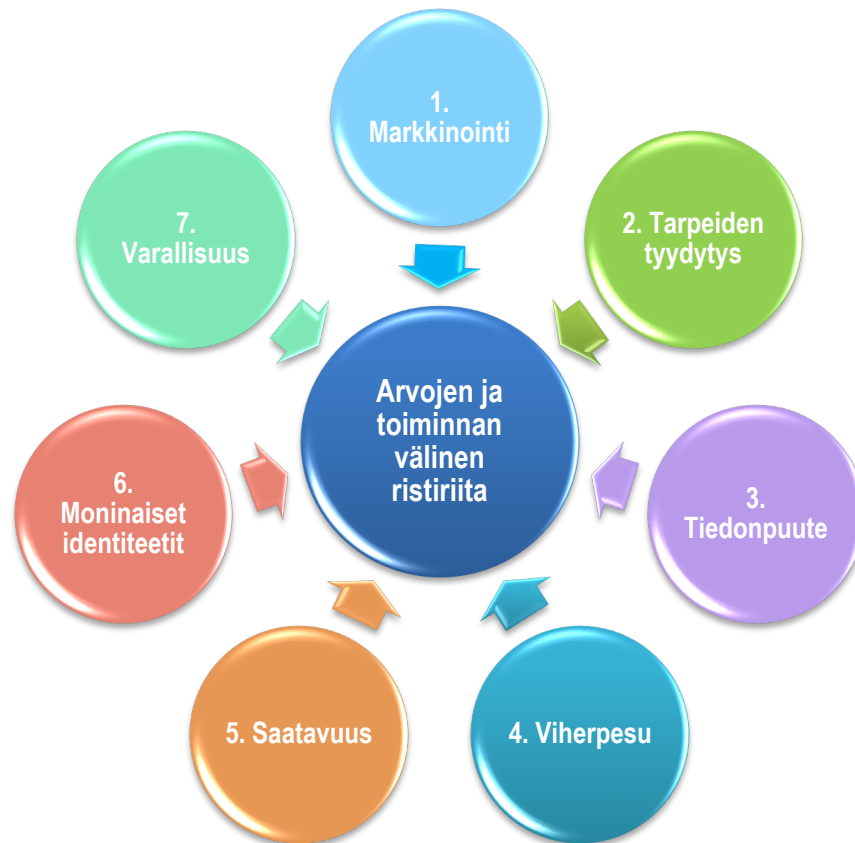 1.
Markkinointi
2. Tarpeiden
tyydytys
3.
Tiedonpuute
4. Viherpesu
5. Saatavuus
6.
Moninaiset
identiteetit
7.
Varallisuus
Arvojen ja
toiminnan
välinen
ristiriita